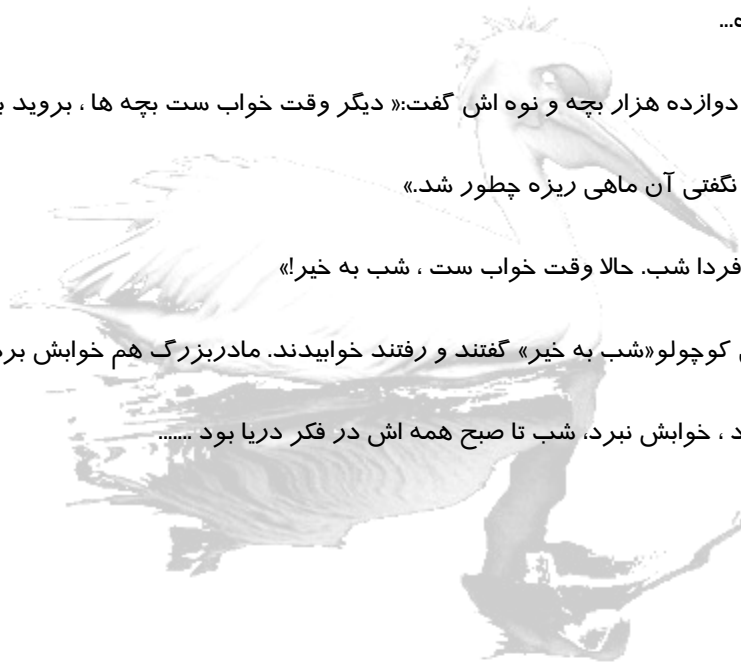 ه...
دوازده هزار بچه و نوه اش گفت:« دیگر وقت خواب ست بچه ها ، بروید
نگفتی آن ماهی ریزه چطور شد.»
فردا شب. حالا وقت خواب ست ، شب به خیر!»
کوچولو«شب به خیر» گفتند و رفتند خوابیدند. مادربزرگ هم خوابش
، خوابش نبرد، شب تا صبح همه اش در فکر دریا بود .......